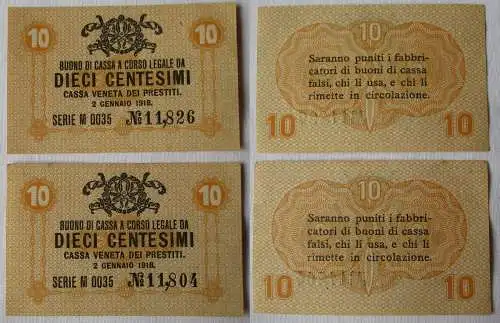 10 10
BUONO DI CASSA A CORSO LEGALE DA
DIECI CENTESIMI
CASSA VENETA DEI PRESTITI.
2 GENNAIO 1918.
SERIE M 0035 №11,826
10
Saranno puniti i fabbri-
catori di buoni di cassa
falsi, chi li usa, e chi li
rimette in circolazione.
10 10
10 10
BUONO DI CASSA A CORSO LEGALE DA
DIECI CENTESIMI
CASSA VENETA DEI PRESTITI.
2 GENNAIO 1918.
SERIE M 0035 №11,804
10
Saranno puniti i fabbri-
catori di buoni di cassa
falsi, chi li usa, e chi li
rimette in circolazione.
10 10